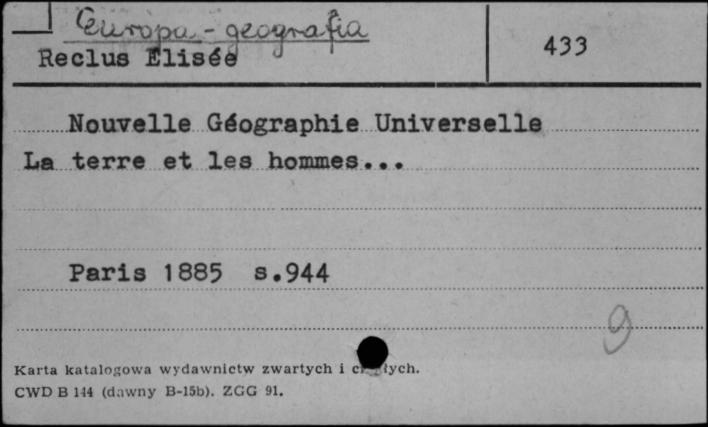 Europa - geografia
Reclus Elisée
433
Nouvelle Géographie Universelle
La terre et les hommes...
Paris 1885 s.944
9
Karta katalogowa wydawnictw zwartych i
CWD B 144 (dawny B-15b). ZGG 91.